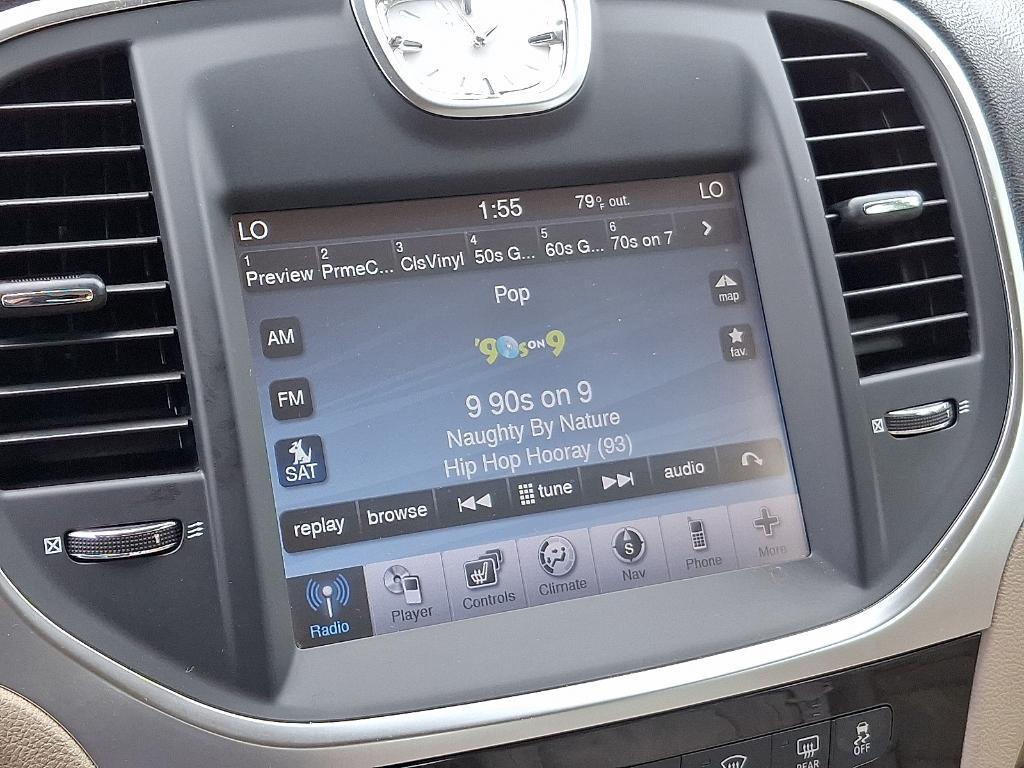 LO 1:55 79°F out. LO
1 Preview 2 PrmeC... 3 ClsVinyl 4 50s G... 5 60s G... 6 70s on 7 >
Pop
map
AM
'90s ON 9
fav.
FM
9 90s on 9
Naughty By Nature
SAT
Hip Hop Hooray (93)
replay browse tune audio
Radio Player Controls Climate S Nav Phone More
REAR
OFF